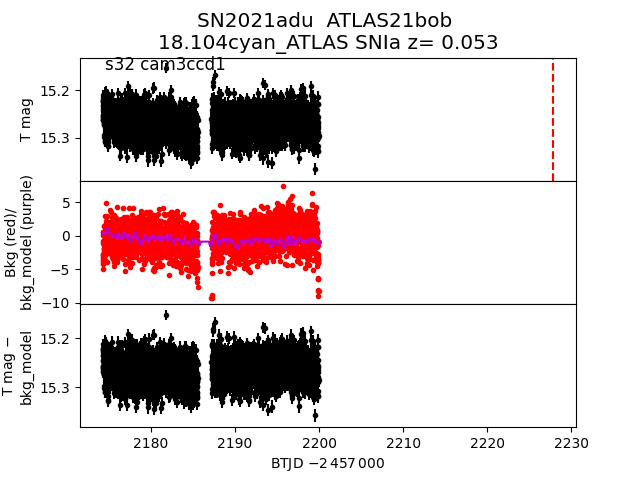 SN2021adu  ATLAS21bob
18.104cyan_ATLAS SNIa z= 0.053
s32 cam3ccd1
15.2
15.3
T mag
5
0
−5
−10
Bkg (red)/
bkg_model (purple)
15.2
15.3
T mag −
bkg_model
2180 2190 2200 2210 2220 2230
BTJD −2 457 000